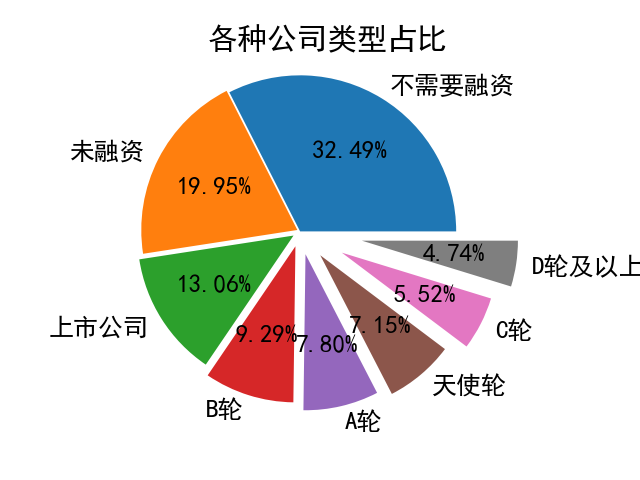 各种公司类型占比
不需要融资
32.49%
未融资
19.95%
上市公司
13.06%
B轮
9.29%
A轮
7.80%
天使轮
7.15%
C轮
5.52%
D轮及以上
4.74%